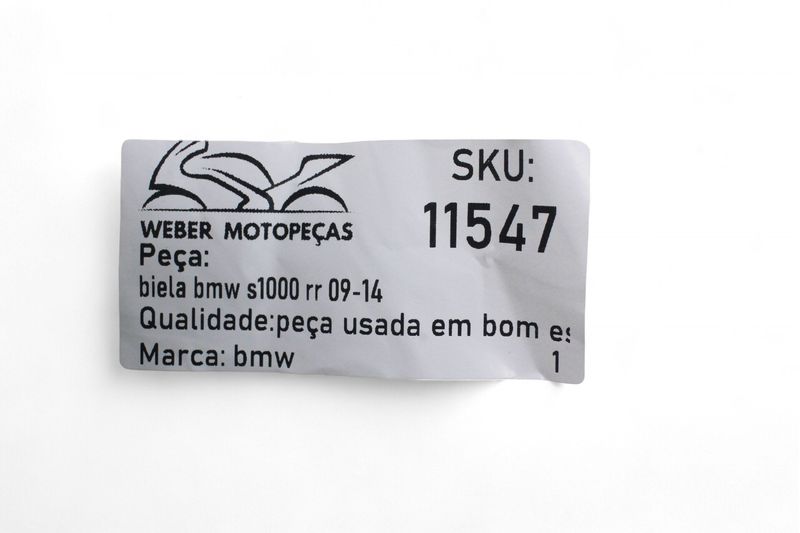 WEBER MOTOPEÇAS
SKU:
11547
Peça:
biela bmw s1000 rr 09-14
Qualidade:peça usada em bom
Marca: bmw
1